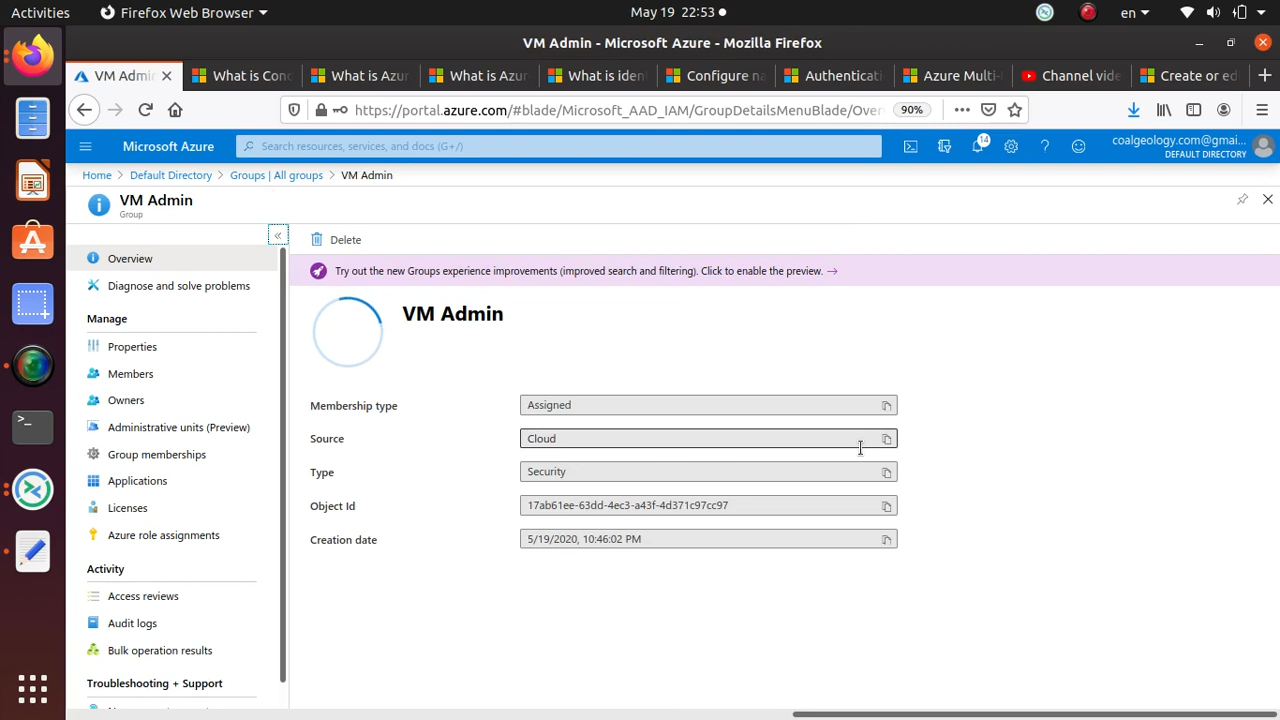 Activities
Firefox Web Browser
May 19 22:53
en
VM Admin - Microsoft Azure - Mozilla Firefox
VM Admin
What is Con
What is Azur
What is Azur
What is iden
Configure na
Authenticati
Azure Multi-
Channel vide
Create or ed
https://portal.azure.com/#blade/Microsoft_AAD_IAM/GroupDetailsMenuBlade/Over
90%
Microsoft Azure
Search resources, services, and docs (G+/)
14
coalgeology.com@gmai...
DEFAULT DIRECTORY
Home > Default Directory > Groups | All groups > VM Admin
VM Admin
Group
Overview
Diagnose and solve problems
Manage
Properties
Members
Owners
Administrative units (Preview)
Group memberships
Applications
Licenses
Azure role assignments
Activity
Access reviews
Audit logs
Bulk operation results
Troubleshooting + Support
Delete
Try out the new Groups experience improvements (improved search and filtering). Click to enable the preview. →
VM Admin
Membership type
Assigned
Source
Cloud
Type
Security
Object Id
17ab61ee-63dd-4ec3-a43f-4d371c97cc97
Creation date
5/19/2020, 10:46:02 PM